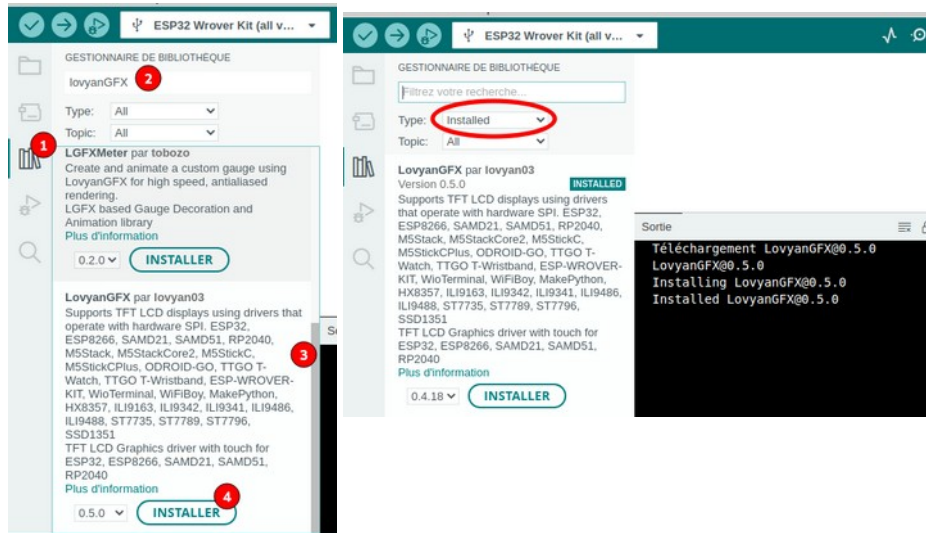 ESP32 Wrover Kit (all v...
GESTIONNAIRE DE BIBLIOTHÈQUE
lovyanGFX
2
Type: All
Topic: All
1
LGFXMeter par tobozo
Create and animate a custom gauge using
LovyanGFX for high speed, antialiased
rendering.
LGFX based Gauge Decoration and
Animation library
Plus d'information
0.2.0 INSTALLER
LovyanGFX par lovyan03
Supports TFT LCD displays using drivers that
operate with hardware SPI. ESP32,
ESP8266, SAMD21, SAMD51, RP2040,
M5Stack, M5StackCore2, M5StickC,
M5StickCPlus, ODROID-GO, TTGO T-
Watch, TTGO T-Wristband, ESP-WROVER-
KIT, WioTerminal, WiFiBoy, MakePython,
HX8357, ILI9163, ILI9342, ILI9341, ILI9486,
ILI9488, ST7735, ST7789, ST7796,
SSD1351
TFT LCD Graphics driver with touch for
ESP32, ESP8266, SAMD21, SAMD51,
RP2040
Plus d'information
3
4
0.5.0 INSTALLER
ESP32 Wrover Kit (all v...
GESTIONNAIRE DE BIBLIOTHÈQUE
Filtrez votre recherche...
Type: Installed
Topic: All
LovyanGFX par lovyan03
Version 0.5.0 INSTALLED
Supports TFT LCD displays using drivers
that operate with hardware SPI. ESP32,
ESP8266, SAMD21, SAMD51, RP2040,
M5Stack, M5StackCore2, M5StickC,
M5StickCPlus, ODROID-GO, TTGO T-
Watch, TTGO T-Wristband, ESP-WROVER-
KIT, WioTerminal, WiFiBoy, MakePython,
HX8357, ILI9163, ILI9342, ILI9341, ILI9486,
ILI9488, ST7735, ST7789, ST7796,
SSD1351
TFT LCD Graphics driver with touch for
ESP32, ESP8266, SAMD21, SAMD51,
RP2040
Plus d'information
0.4.18 INSTALLER
Sortie
Téléchargement LovyanGFX@0.5.0
LovyanGFX@0.5.0
Installing LovyanGFX@0.5.0
Installed LovyanGFX@0.5.0